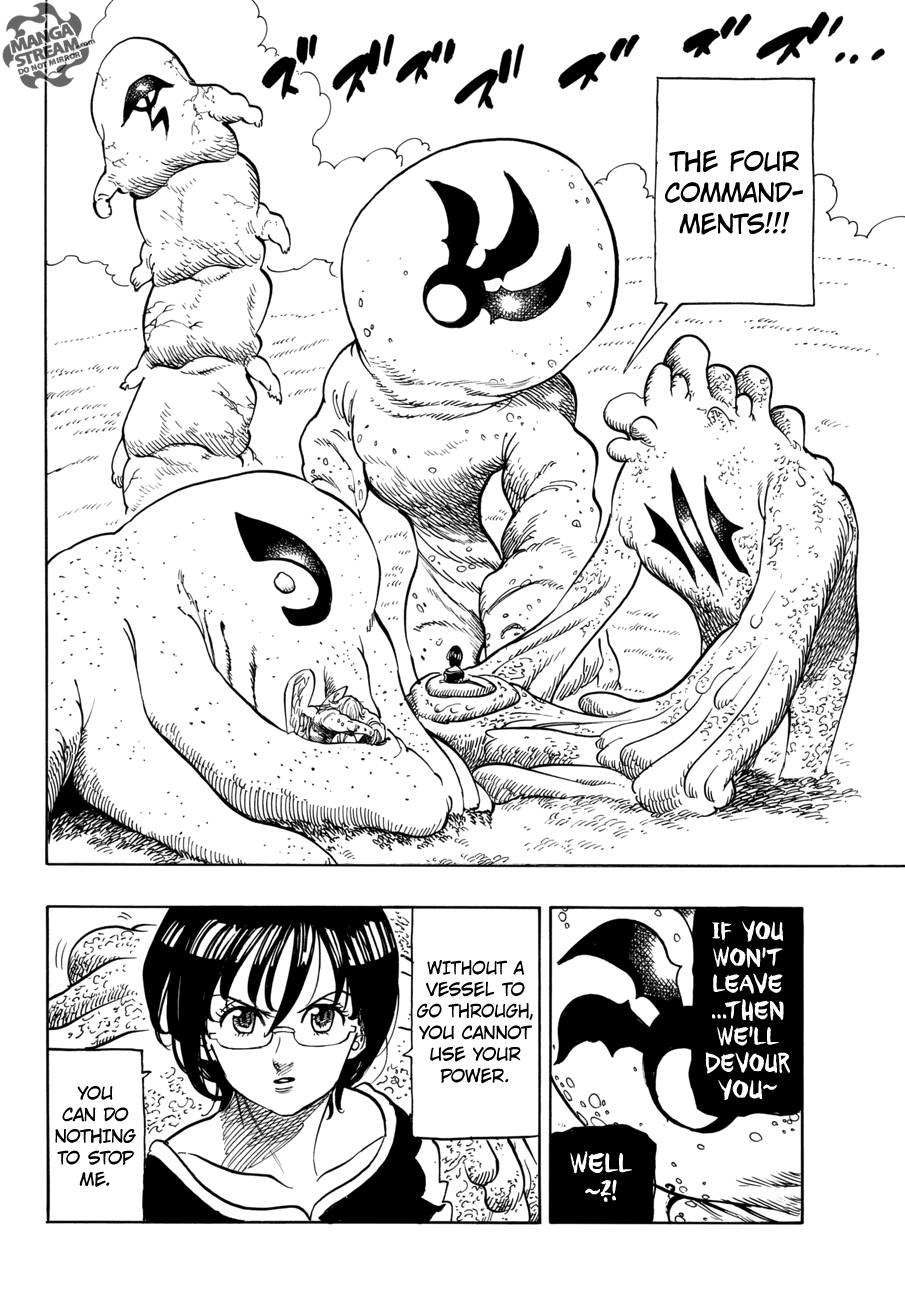 MANGA
STREAM.com
DO NOT MIRROR
ズ ズ ズ ズ ズ ズ ズ...
THE FOUR
COMMAND-
MENTS!!!
IF YOU
WON'T
LEAVE
...THEN
WE'LL
DEVOUR
YOU~
WELL
~?!
WITHOUT A
VESSEL TO
GO THROUGH,
YOU CANNOT
USE YOUR
POWER.
YOU
CAN DO
NOTHING
TO STOP
ME.